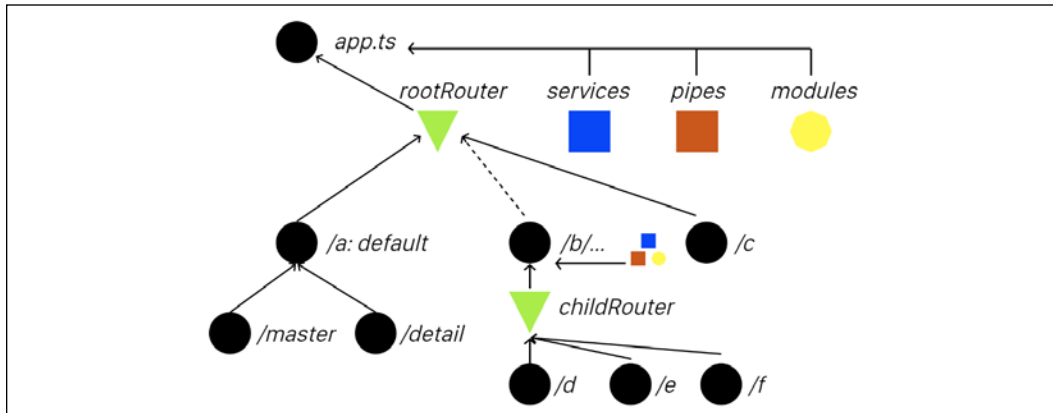 app.ts
rootRouter services pipes modules
/a: default /b/... /c
childRouter
/master /detail
/d /e /f